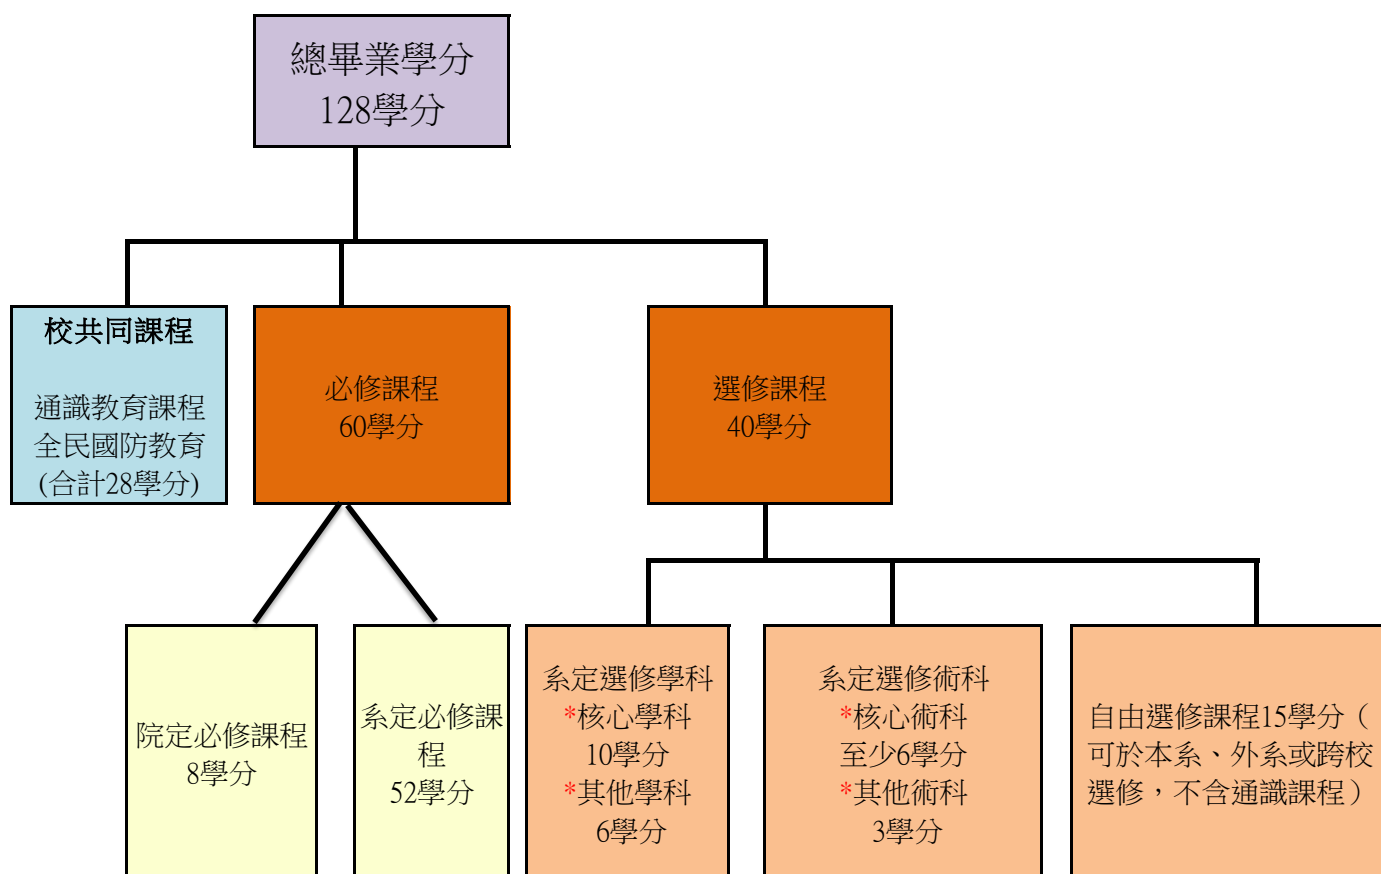 總畢業學分
128學分
校共同課程
通識教育課程
全民國防教育
(合計28學分)
必修課程
60學分
選修課程
40學分
院定必修課程
8學分
系定必修課
程
52學分
系定選修學科
*核心學科
10學分
*其他學科
6學分
系定選修術科
*核心術科
至少6學分
*其他術科
3學分
自由選修課程15學分（
可於本系、外系或跨校
選修，不含通識課程）